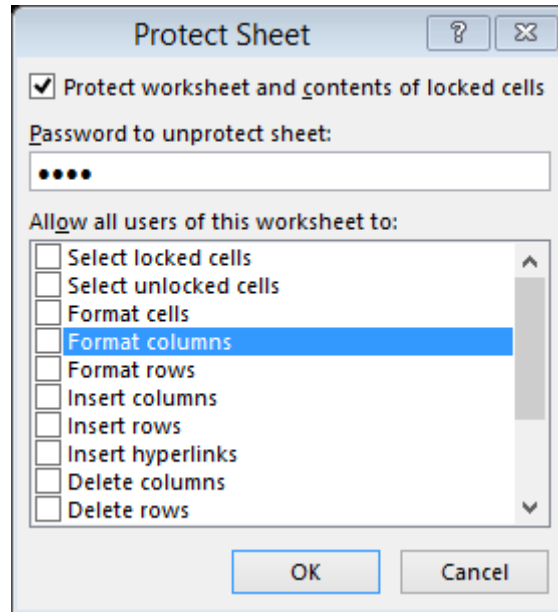 Protect Sheet
Protect worksheet and contents of locked cells
Password to unprotect sheet:
••••
Allow all users of this worksheet to:
Select locked cells
Select unlocked cells
Format cells
Format columns
Format rows
Insert columns
Insert rows
Insert hyperlinks
Delete columns
Delete rows
OK Cancel